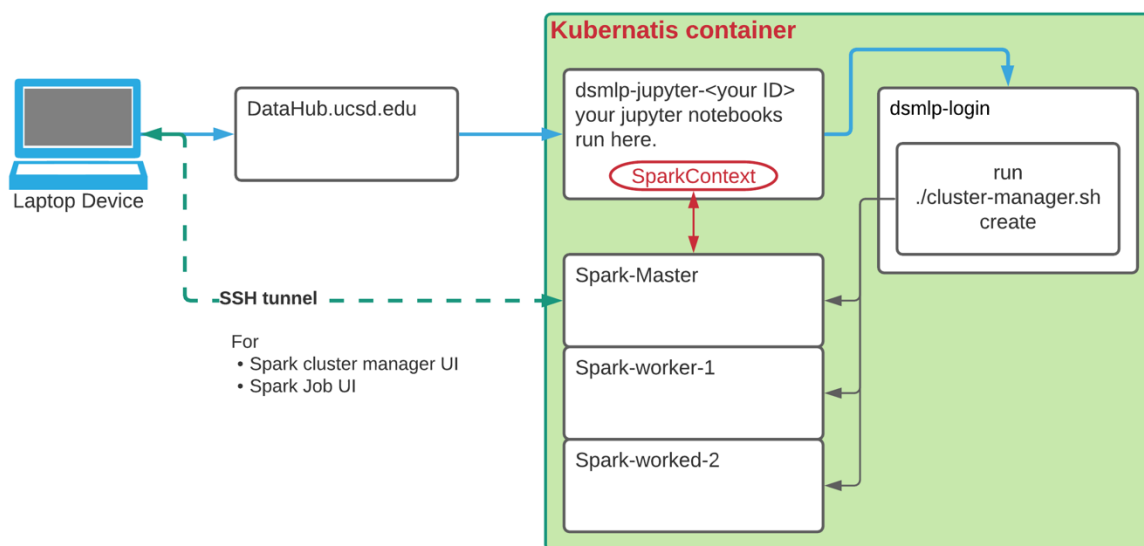 Kubernatis container
DataHub.ucsd.edu
dsmlp-jupyter-<your ID>
your jupyter notebooks
run here.
SparkContext
dsmlp-login
run
./cluster-manager.sh
create
Laptop Device
Spark-Master
SSH tunnel
For
• Spark cluster manager UI
• Spark Job UI
Spark-worker-1
Spark-worked-2